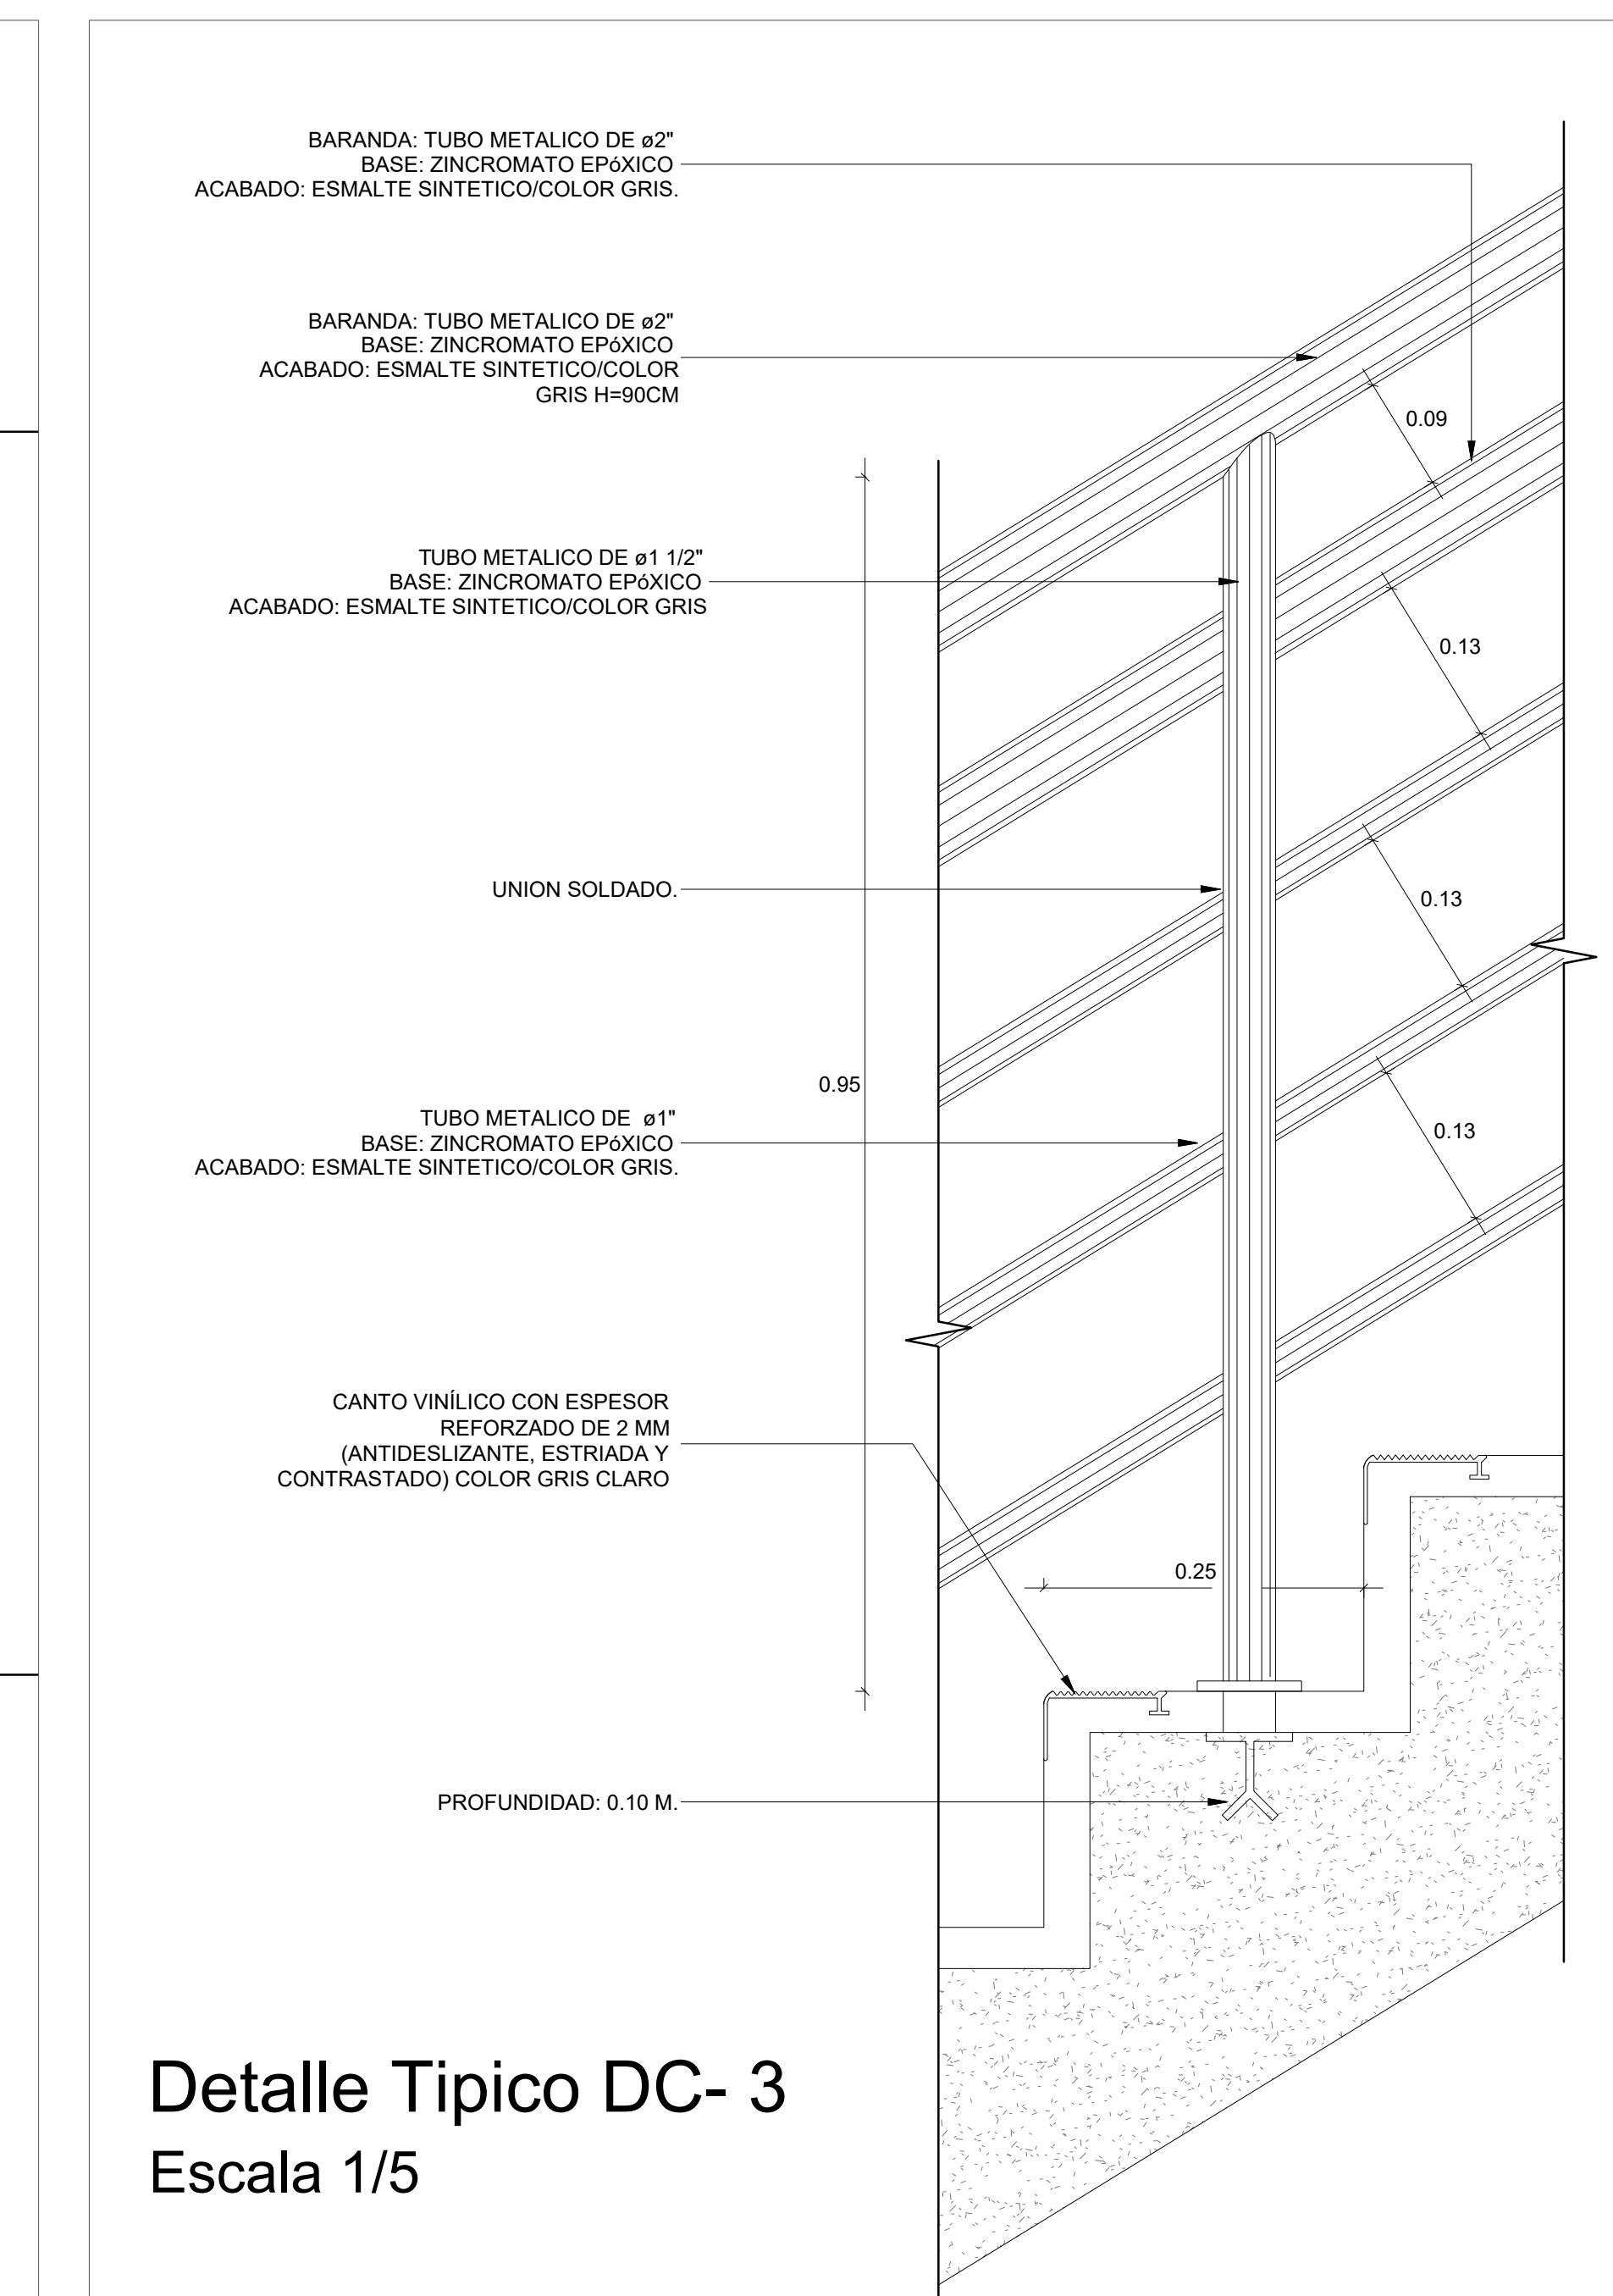 BARANDA: TUBO METALICO DE ø2"
BASE: ZINCROMATO EPóXICO
ACABADO: ESMALTE SINTETICO/COLOR GRIS.
BARANDA: TUBO METALICO DE ø2"
BASE: ZINCROMATO EPóXICO
ACABADO: ESMALTE SINTETICO/COLOR
GRIS H=90CM
0.09
TUBO METALICO DE ø1 1/2"
BASE: ZINCROMATO EPóXICO
ACABADO: ESMALTE SINTETICO/COLOR GRIS
0.13
UNION SOLDADO.
0.13
0.95
TUBO METALICO DE ø1"
BASE: ZINCROMATO EPóXICO
ACABADO: ESMALTE SINTETICO/COLOR GRIS.
0.13
CANTO VINÍLICO CON ESPESOR
REFORZADO DE 2 MM
(ANTIDESLIZANTE, ESTRIADA Y
CONTRASTADO) COLOR GRIS CLARO
0.25
PROFUNDIDAD: 0.10 M.
Detalle Tipico DC- 3
Escala 1/5